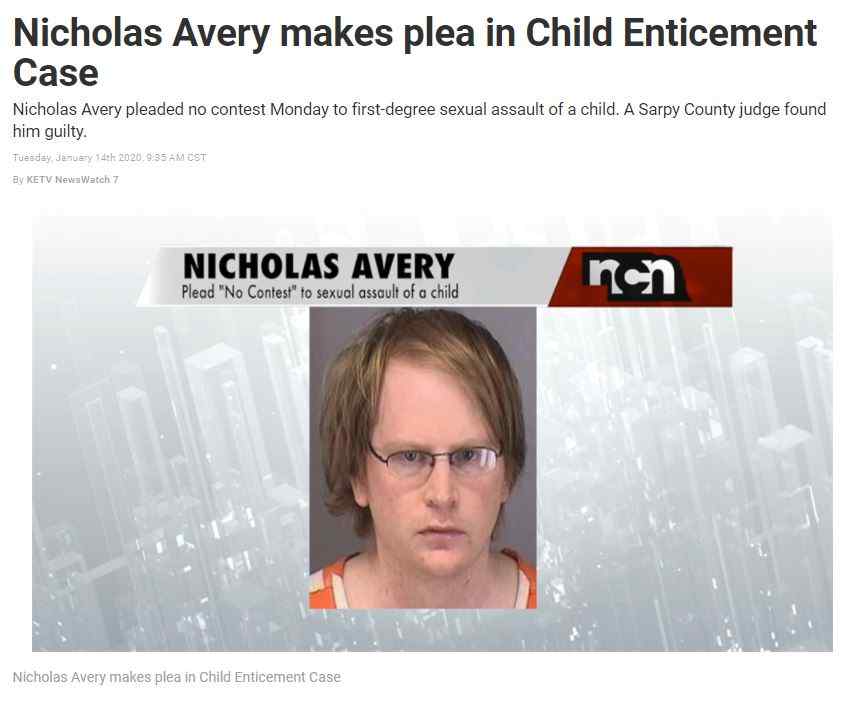 Nicholas Avery makes plea in Child Enticement
Case
Nicholas Avery pleaded no contest Monday to first-degree sexual assault of a child. A Sarpy County judge found
him guilty.
Tuesday, January 14th 2020, 9:35 AM CST
By KETV NewsWatch 7
NICHOLAS AVERY
Plead "No Contest" to sexual assault of a child
ncn
Nicholas Avery makes plea in Child Enticement Case